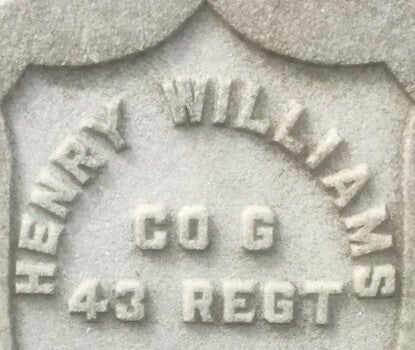 HENRY WILLIAMS
CO G
43 REGT